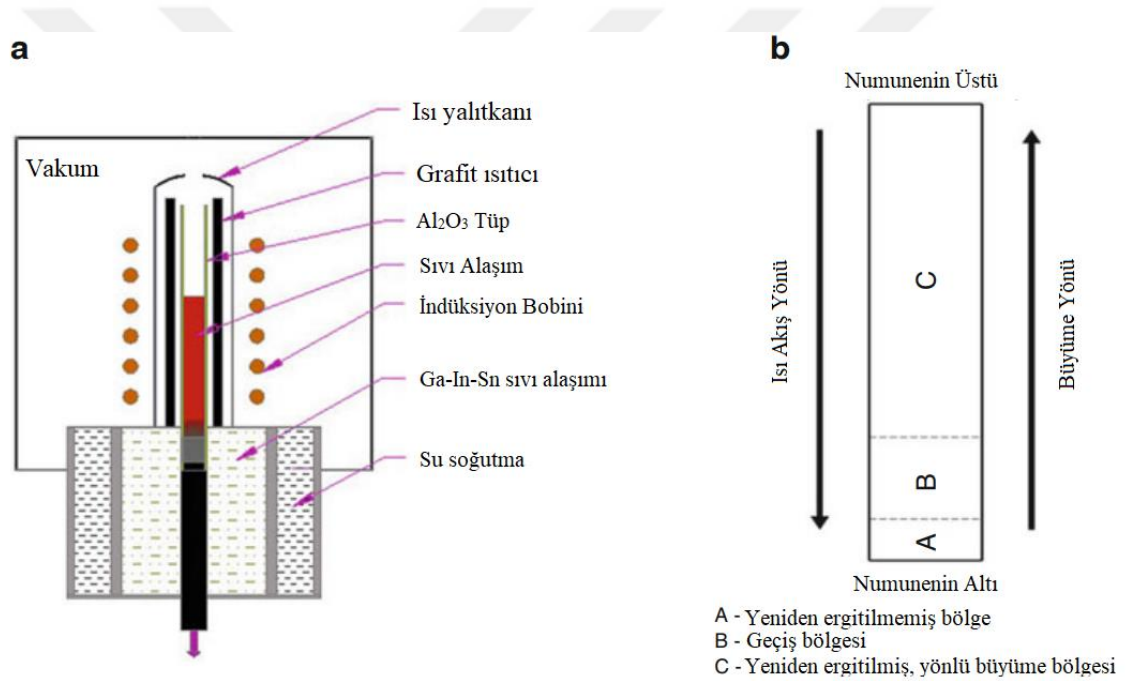 a
Vakum
Isı yalıtkanı
Grafit ısıtıcı
Al₂O₃ Tüp
Sıvı Alaşım
İndüksiyon Bobini
Ga-In-Sn sıvı alaşımı
Su soğutma
b
Numunenin Üstü
Isı Akış Yönü
C
B
A
Büyüme Yönü
Numunenin Altı
A - Yeniden ergitilmemiş bölge
B - Geçiş bölgesi
C - Yeniden ergitilmiş, yönlü büyüme bölgesi